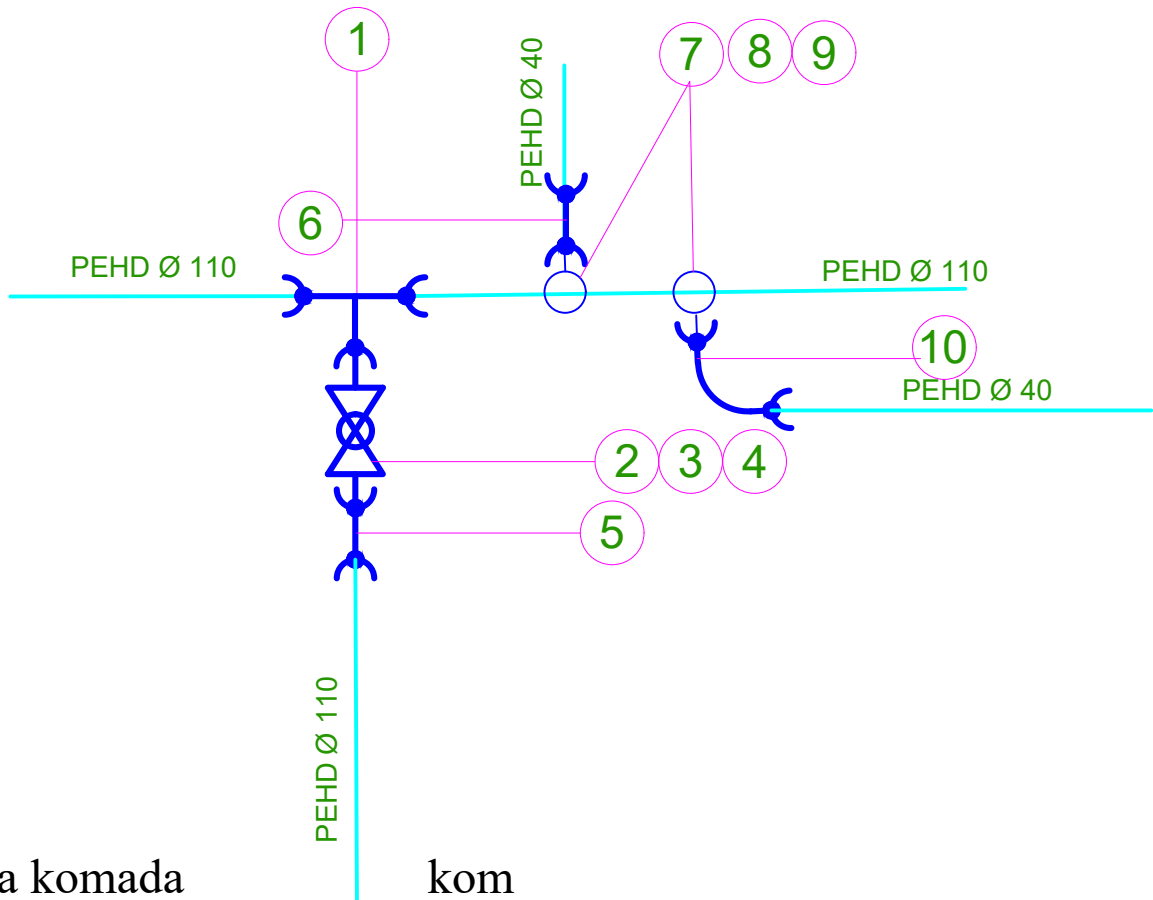 1
7 8 9
PEHD Ø 40
6
PEHD Ø 110
PEHD Ø 110
10
PEHD Ø 40
2 3 4
5
PEHD Ø 110
a komada kom